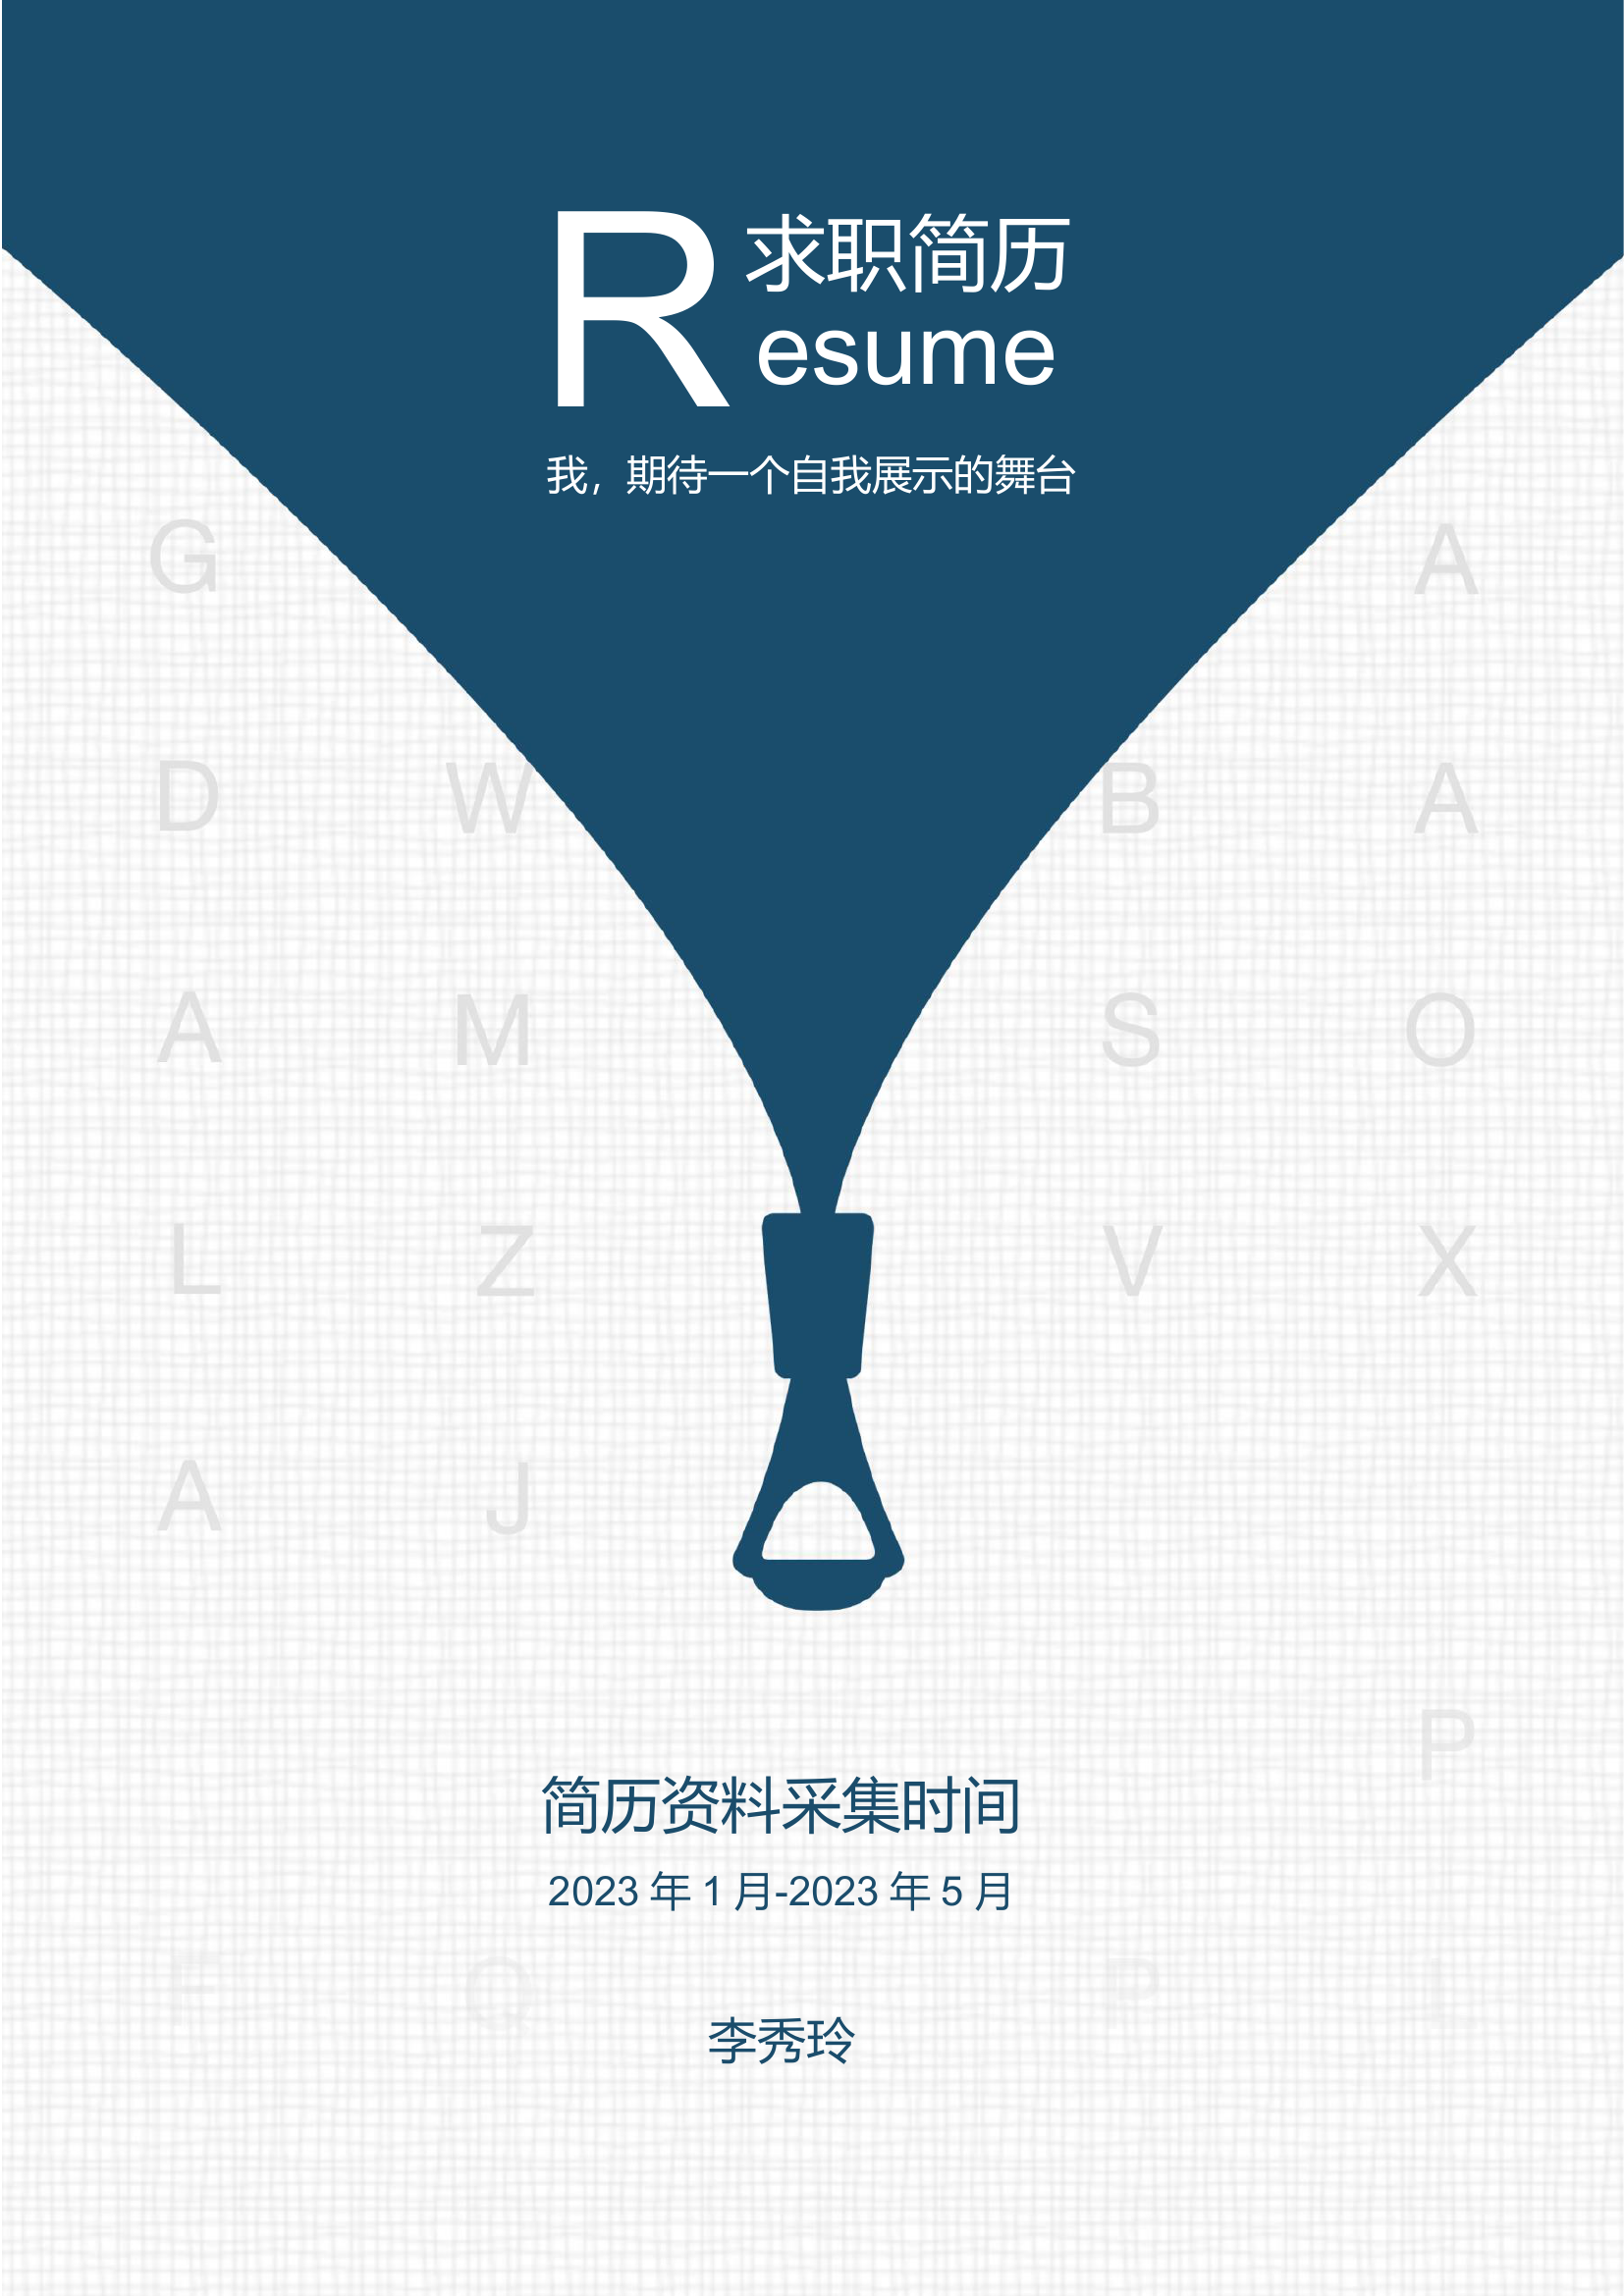 求职简历
Resume
我，期待一个自我展示的舞台
G A
D W B A
A M S O
L Z V X
A J
P
简历资料采集时间
2023 年 1 月-2023 年 5 月
F Q P I
李秀玲